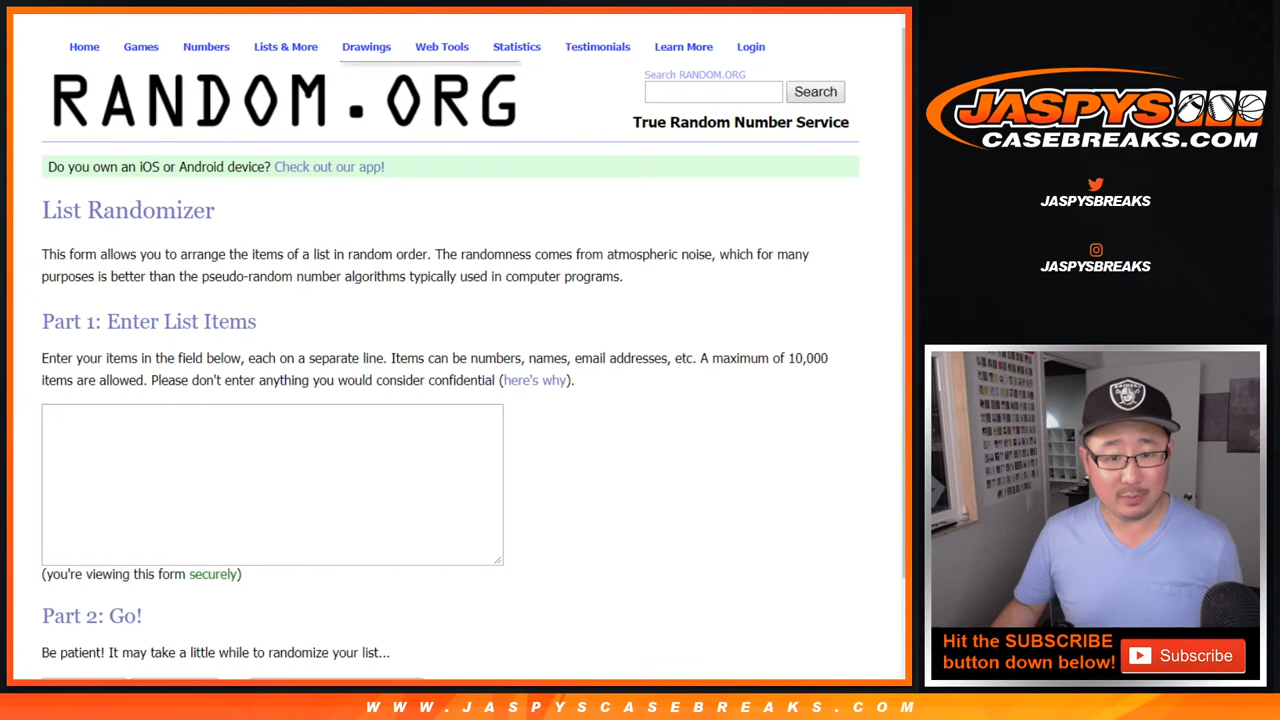 Home Games Numbers Lists & More Drawings Web Tools Statistics Testimonials Learn More Login
RANDOM.ORG
Search RANDOM.ORG
Search
True Random Number Service
Do you own an iOS or Android device? Check out our app!
List Randomizer
This form allows you to arrange the items of a list in random order. The randomness comes from atmospheric noise, which for many
purposes is better than the pseudo-random number algorithms typically used in computer programs.
Part 1: Enter List Items
Enter your items in the field below, each on a separate line. Items can be numbers, names, email addresses, etc. A maximum of 10,000
items are allowed. Please don't enter anything you would consider confidential (here's why).
(you're viewing this form securely)
Part 2: Go!
Be patient! It may take a little while to randomize your list...
JASPYS
CASEBREAKS.COM
JASPYSBREAKS
JASPYSBREAKS
RAIDERS
Hit the SUBSCRIBE
button down below!
Subscribe
WWW.JASPYSCASEBREAKS.COM